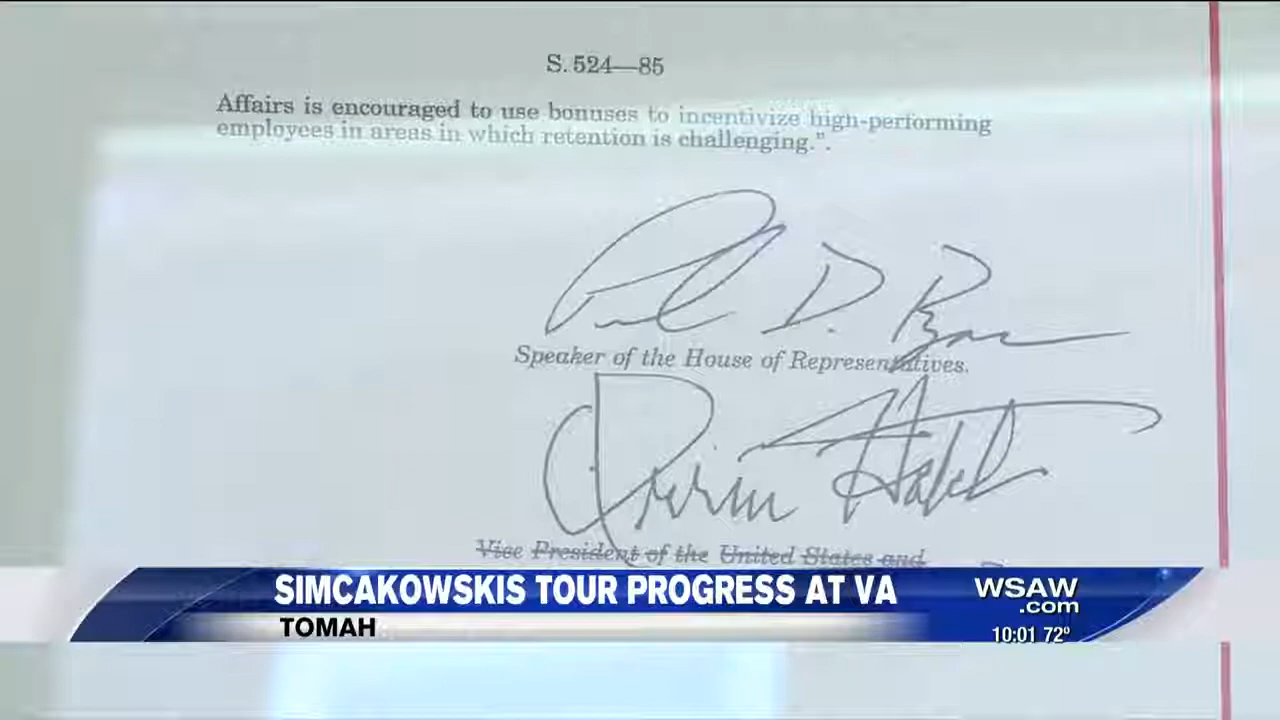 S. 524—85
Affairs is encouraged to use bonuses to incentivize high-performing
employees in areas in which retention is challenging.”.
Speaker of the House of Representatives.
Vice President of the United States and
SIMCAKOWSKIS TOUR PROGRESS AT VA
TOMAH
WSAW
.com
10:01 72°